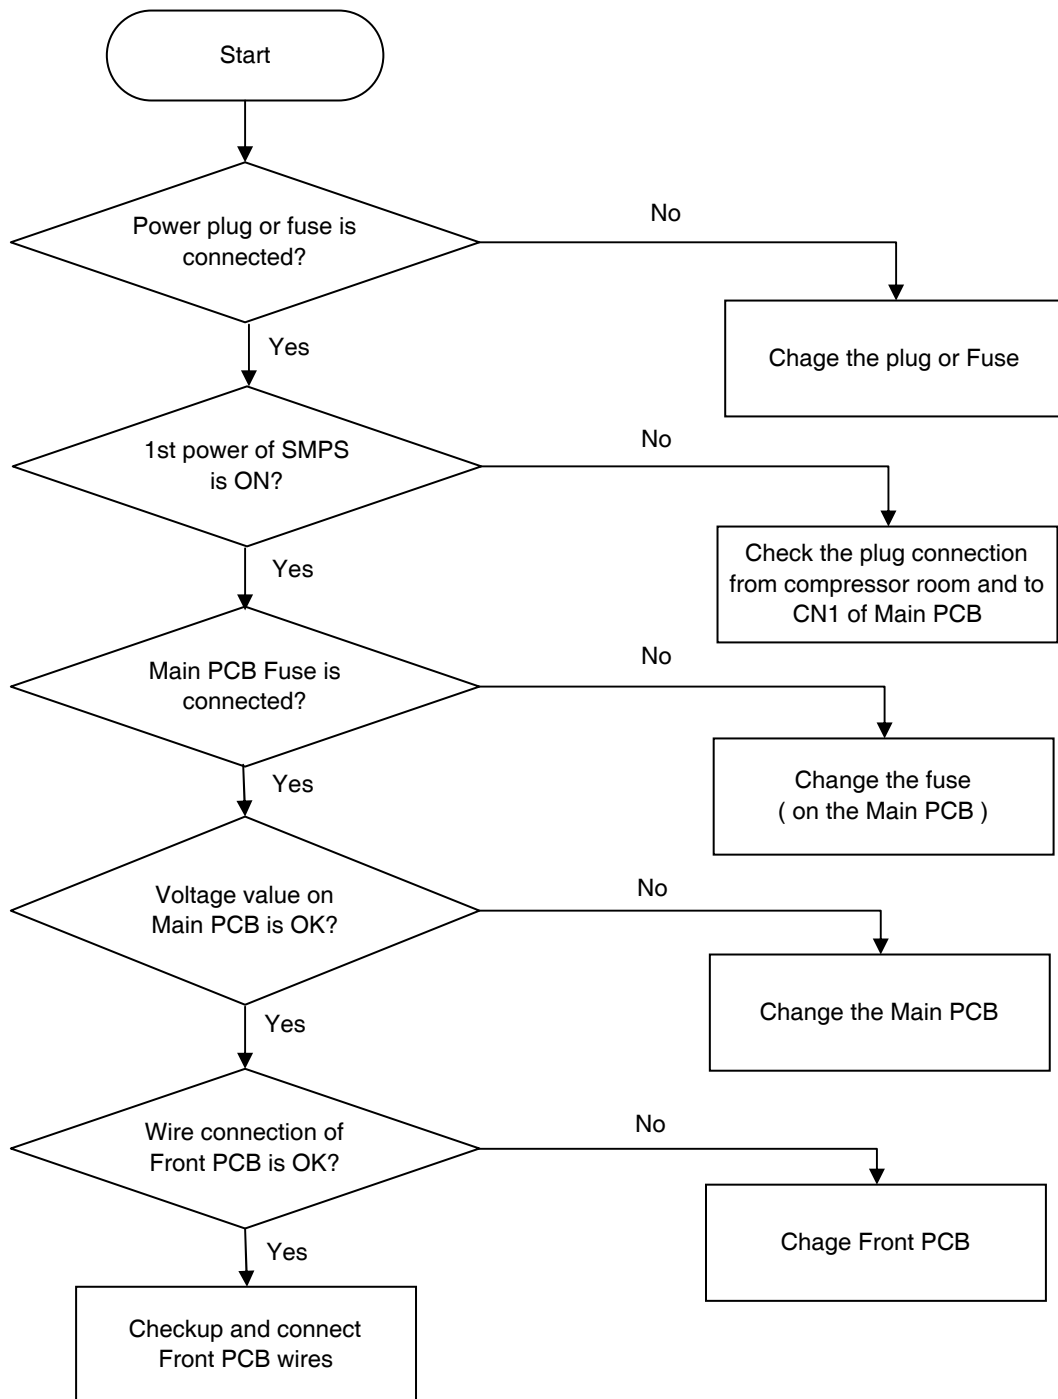 Start
Power plug or fuse is
connected?
No
Chage the plug or Fuse
Yes
1st power of SMPS
is ON?
No
Check the plug connection
from compressor room and to
CN1 of Main PCB
Yes
Main PCB Fuse is
connected?
No
Change the fuse
( on the Main PCB )
Yes
Voltage value on
Main PCB is OK?
No
Change the Main PCB
Yes
Wire connection of
Front PCB is OK?
No
Chage Front PCB
Yes
Checkup and connect
Front PCB wires